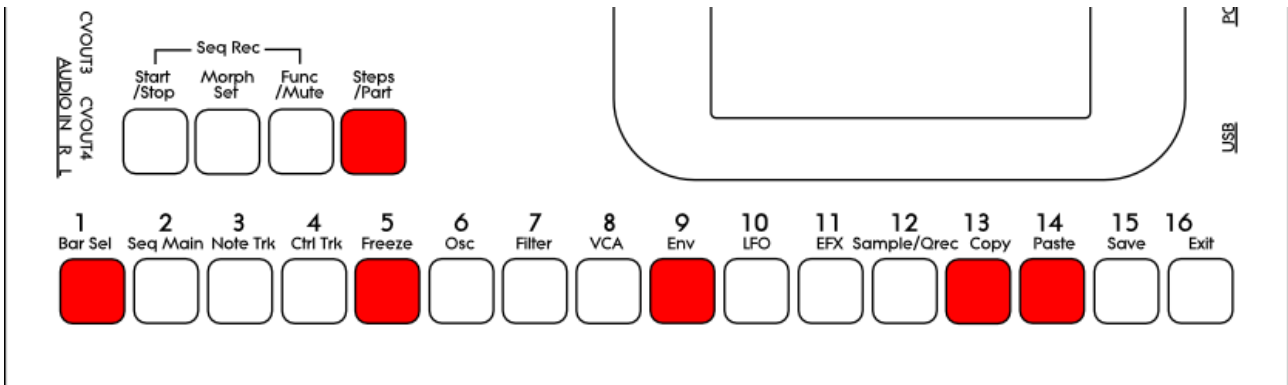 CVOUT3
CVOUT4
AUDIO IN R L
Seq Rec
Start /Stop
Morph Set
Func /Mute
Steps /Part
USB
1 2 3 4 5 6 7 8 9 10 11 12 13 14 15 16
Bar Sel Seq Main Note Trk Ctrl Trk Freeze Osc Filter VCA Env LFO EFX Sample/Qrec Copy Paste Save Exit